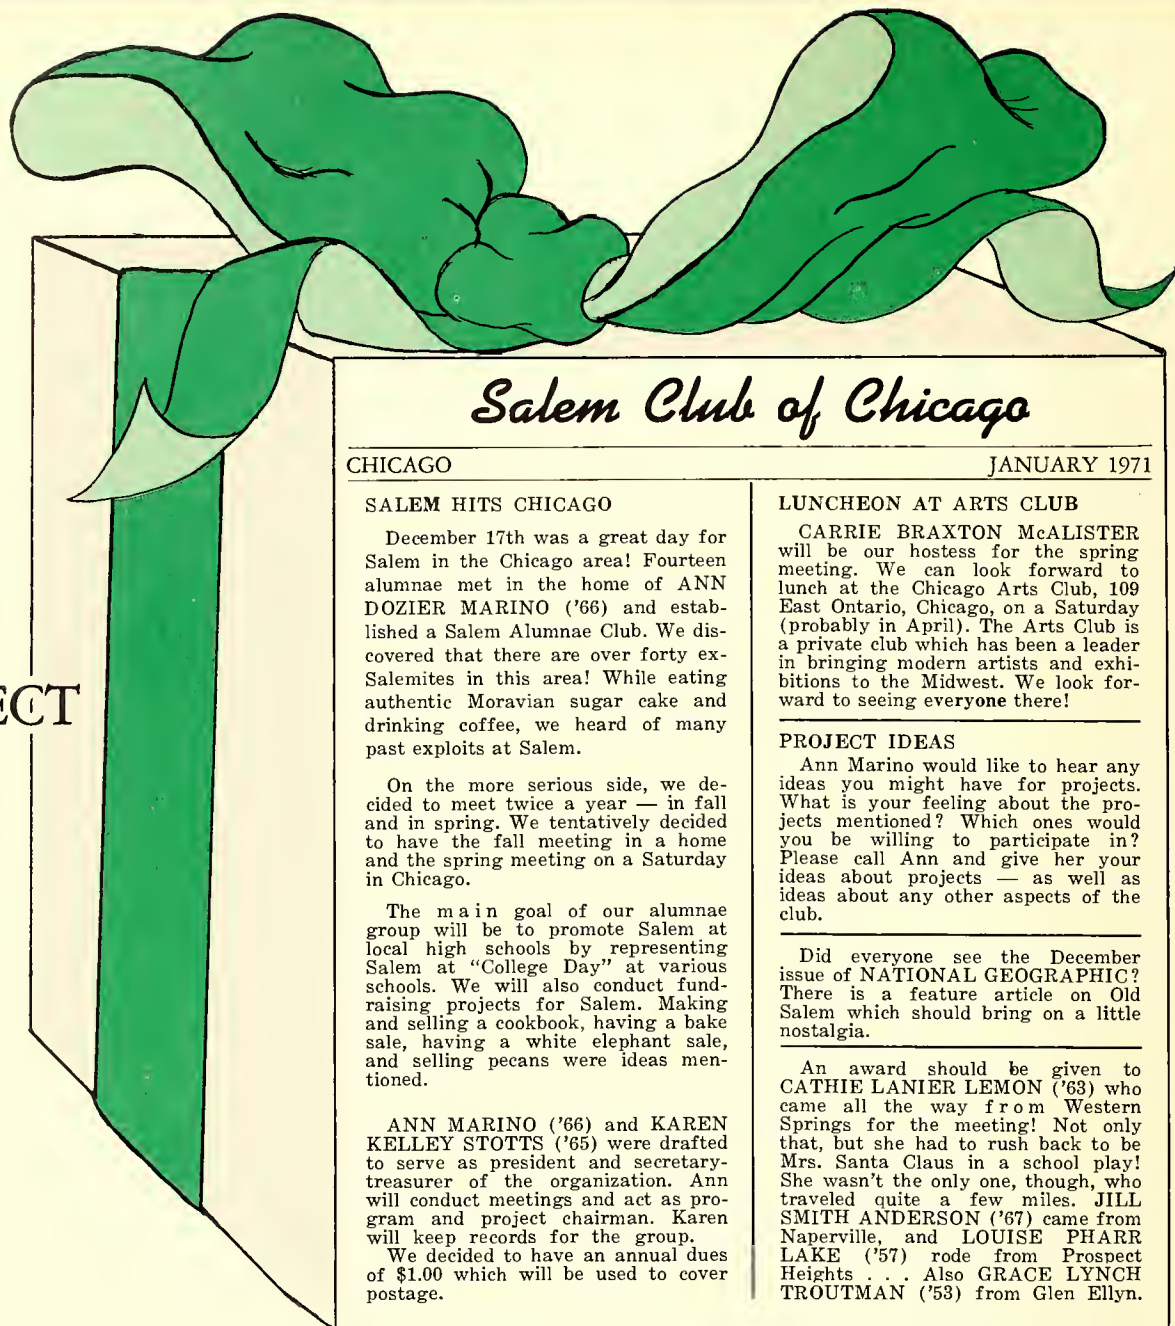 ECT
Salem Club of Chicago
CHICAGO JANUARY 1971
SALEM HITS CHICAGO
December 17th was a great day for
Salem in the Chicago area! Fourteen
alumnae met in the home of ANN
DOZIER MARINO ('66) and estab-
lished a Salem Alumnae Club. We dis-
covered that there are over forty ex-
Salemites in this area! While eating
authentic Moravian sugar cake and
drinking coffee, we heard of many
past exploits at Salem.
On the more serious side, we de-
cided to meet twice a year — in fall
and in spring. We tentatively decided
to have the fall meeting in a home
and the spring meeting on a Saturday
in Chicago.
The main goal of our alumnae
group will be to promote Salem at
local high schools by representing
Salem at "College Day" at various
schools. We will also conduct fund-
raising projects for Salem. Making
and selling a cookbook, having a bake
sale, having a white elephant sale,
and selling pecans were ideas men-
tioned.
ANN MARINO ('66) and KAREN
KELLEY STOTTS ('65) were drafted
to serve as president and secretary-
treasurer of the organization. Ann
will conduct meetings and act as pro-
gram and project chairman. Karen
will keep records for the group.
We decided to have an annual dues
of $1.00 which will be used to cover
postage.
LUNCHEON AT ARTS CLUB
CARRIE BRAXTON McALISTER
will be our hostess for the spring
meeting. We can look forward to
lunch at the Chicago Arts Club, 109
East Ontario, Chicago, on a Saturday
(probably in April). The Arts Club is
a private club which has been a leader
in bringing modern artists and exhi-
bitions to the Midwest. We look for-
ward to seeing everyone there!
PROJECT IDEAS
Ann Marino would like to hear any
ideas you might have for projects.
What is your feeling about the pro-
jects mentioned? Which ones would
you be willing to participate in?
Please call Ann and give her your
ideas about projects — as well as
ideas about any other aspects of the
club.
Did everyone see the December
issue of NATIONAL GEOGRAPHIC?
There is a feature article on Old
Salem which should bring on a little
nostalgia.
An award should be given to
CATHIE LANIER LEMON ('63) who
came all the way from Western
Springs for the meeting! Not only
that, but she had to rush back to be
Mrs. Santa Claus in a school play!
She wasn't the only one, though, who
traveled quite a few miles. JILL
SMITH ANDERSON ('67) came from
Naperville, and LOUISE PHARR
LAKE ('57) rode from Prospect
Heights . . . Also GRACE LYNCH
TROUTMAN ('53) from Glen Ellyn.